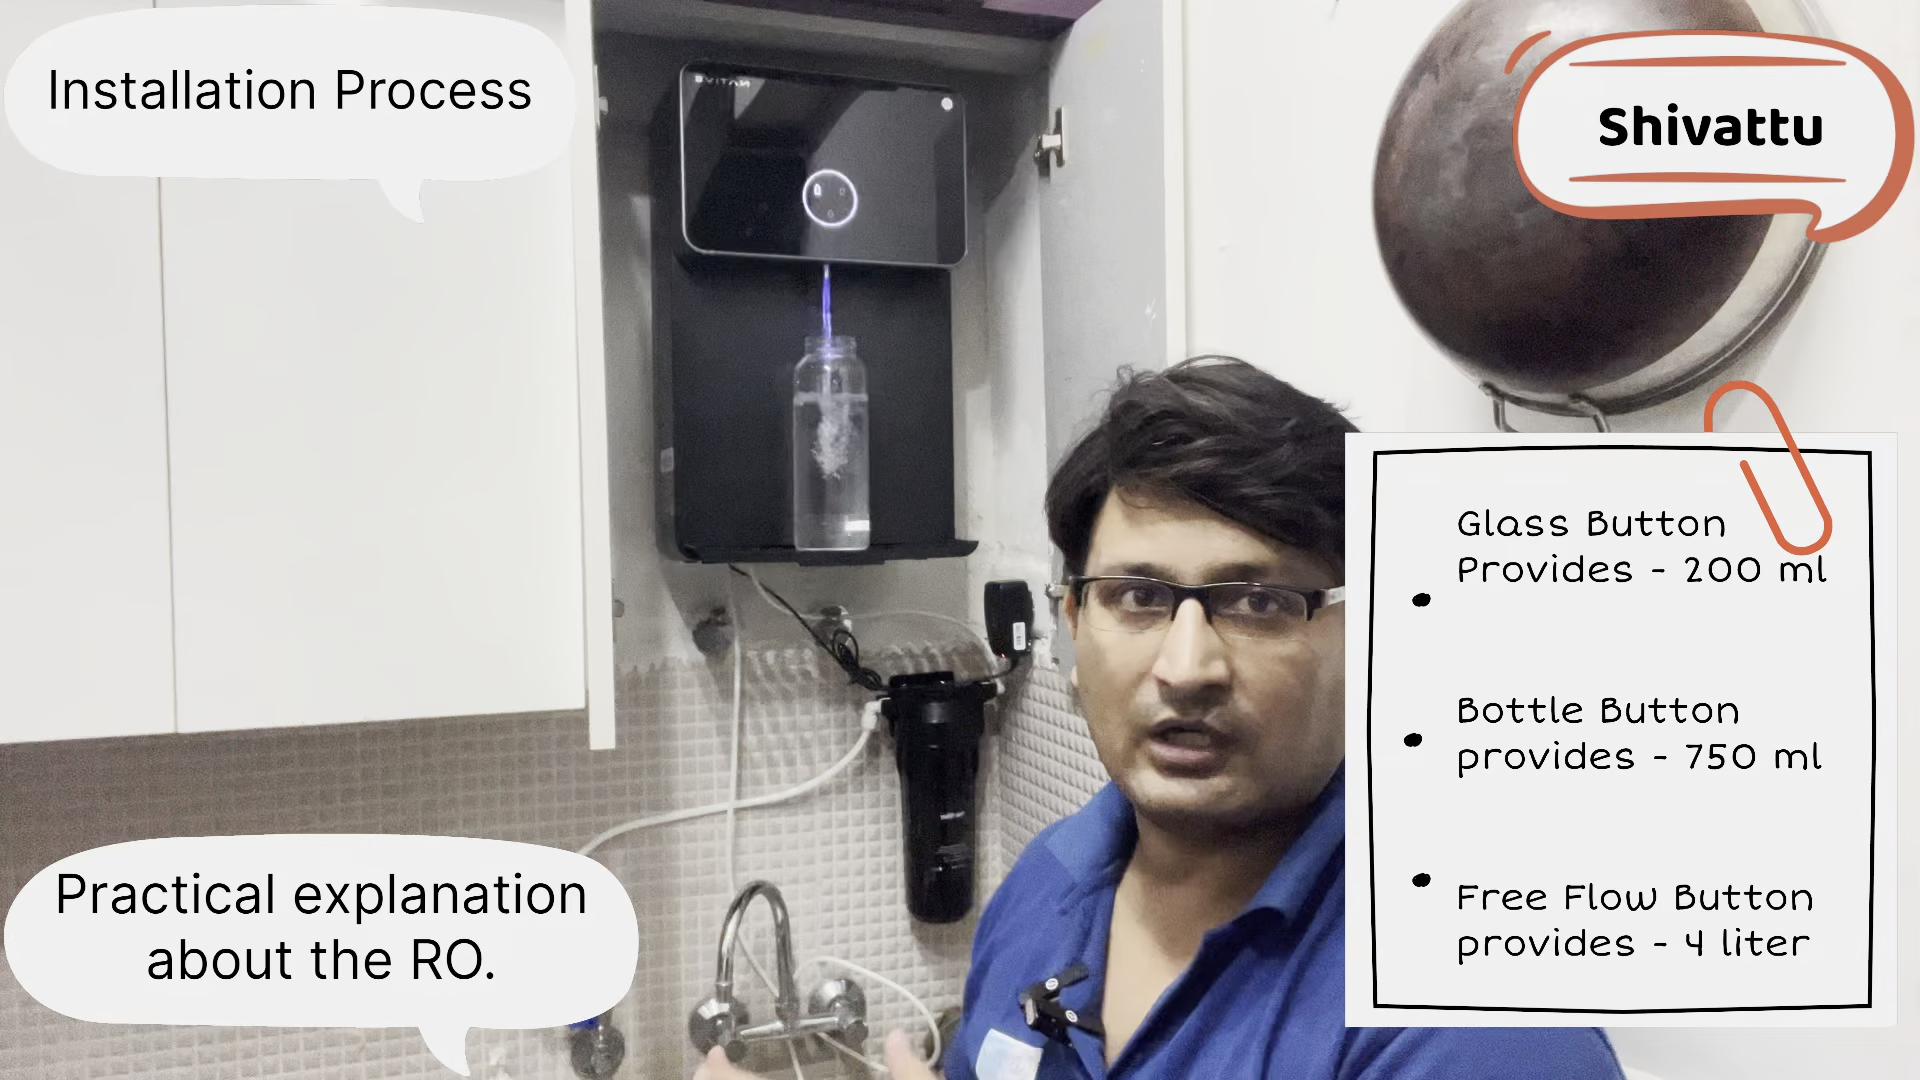 Installation Process
Shivattu
Glass Button
Provides - 200 ml
Bottle Button
provides - 750 ml
Free Flow Button
provides - 4 liter
Practical explanation
about the RO.